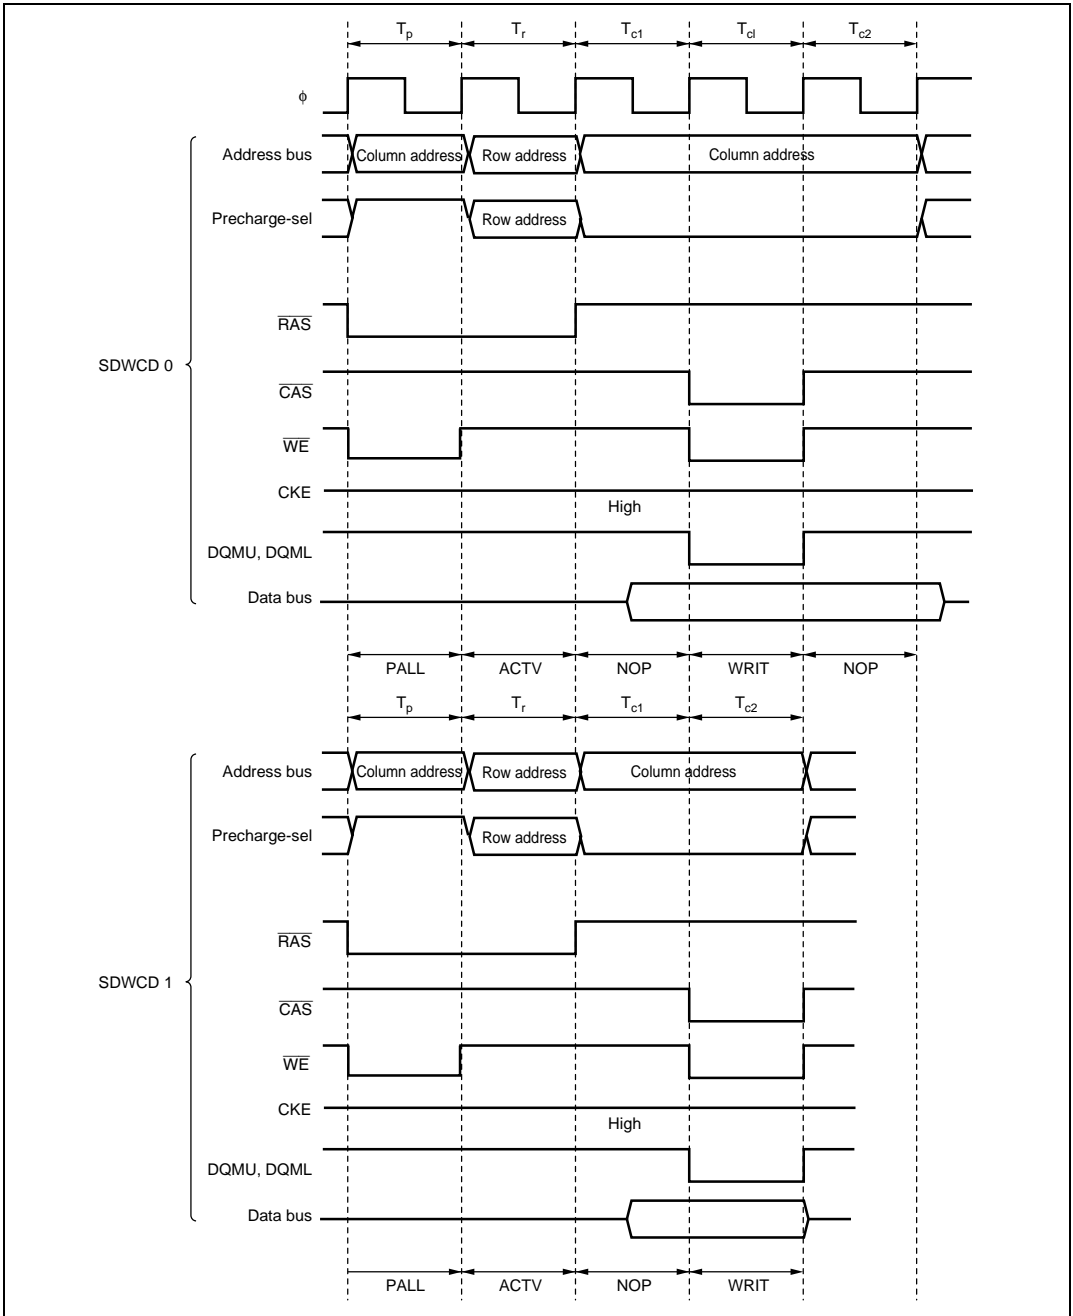 Tp Tr Tc1 Tcl Tc2
ϕ
Address bus Column address Row address Column address
Precharge-sel Row address
RAS
SDWCD 0
CAS
WE
CKE
High
DQMU, DQML
Data bus
PALL ACTV NOP WRIT NOP
Tp Tr Tc1 Tc2
Address bus Column address Row address Column address
Precharge-sel Row address
RAS
SDWCD 1
CAS
WE
CKE
High
DQMU, DQML
Data bus
PALL ACTV NOP WRIT